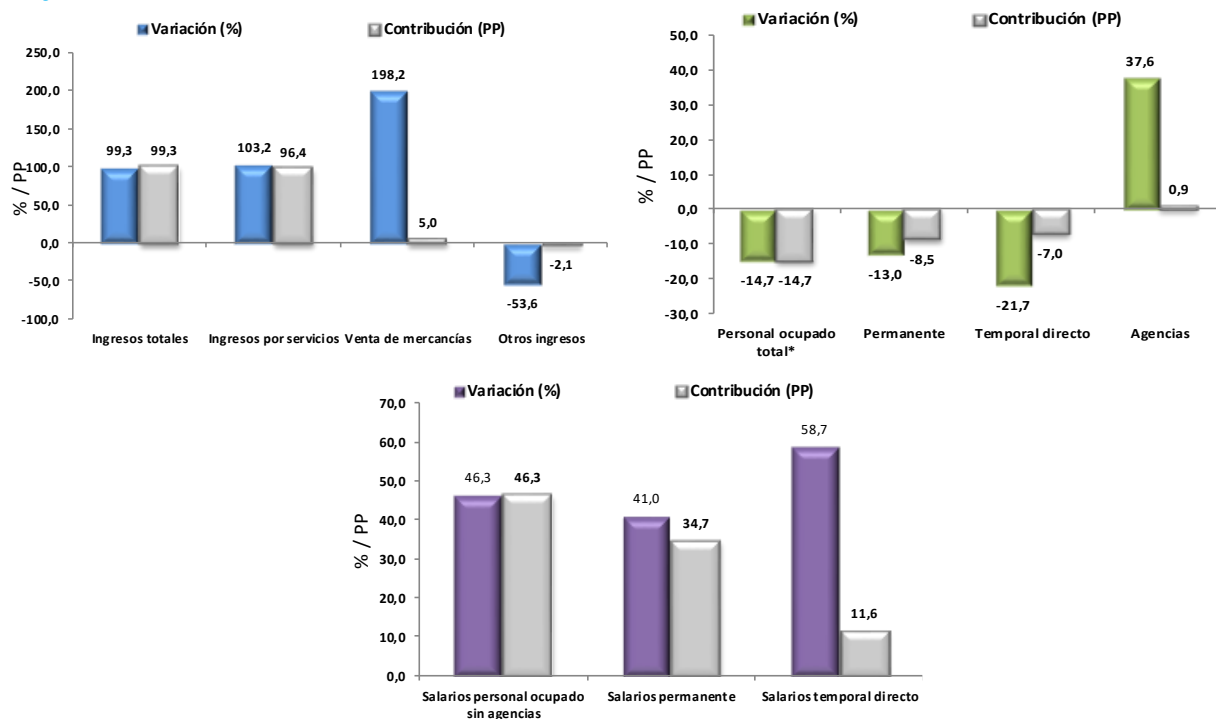 Variación (%) Contribución (PP)
250,0
200,0
150,0
100,0
50,0
0,0
-50,0
-100,0
% / PP
99,3 99,3 103,2 96,4 198,2 5,0 -53,6 -2,1
Ingresos totales Ingresos por servicios Venta de mercancías Otros ingresos
Variación (%) Contribución (PP)
50,0
40,0
30,0
20,0
10,0
0,0
-10,0
-20,0
-30,0
% / PP
-14,7 -14,7 -13,0 -8,5 -21,7 -7,0 37,6 0,9
Personal ocupado Permanente Temporal directo Agencias
total*
Variación (%) Contribución (PP)
70,0
60,0
50,0
40,0
30,0
20,0
10,0
0,0
% / PP
46,3 46,3 41,0 34,7 58,7 11,6
Salarios personal ocupado Salarios permanente Salarios temporal directo
sin agencias